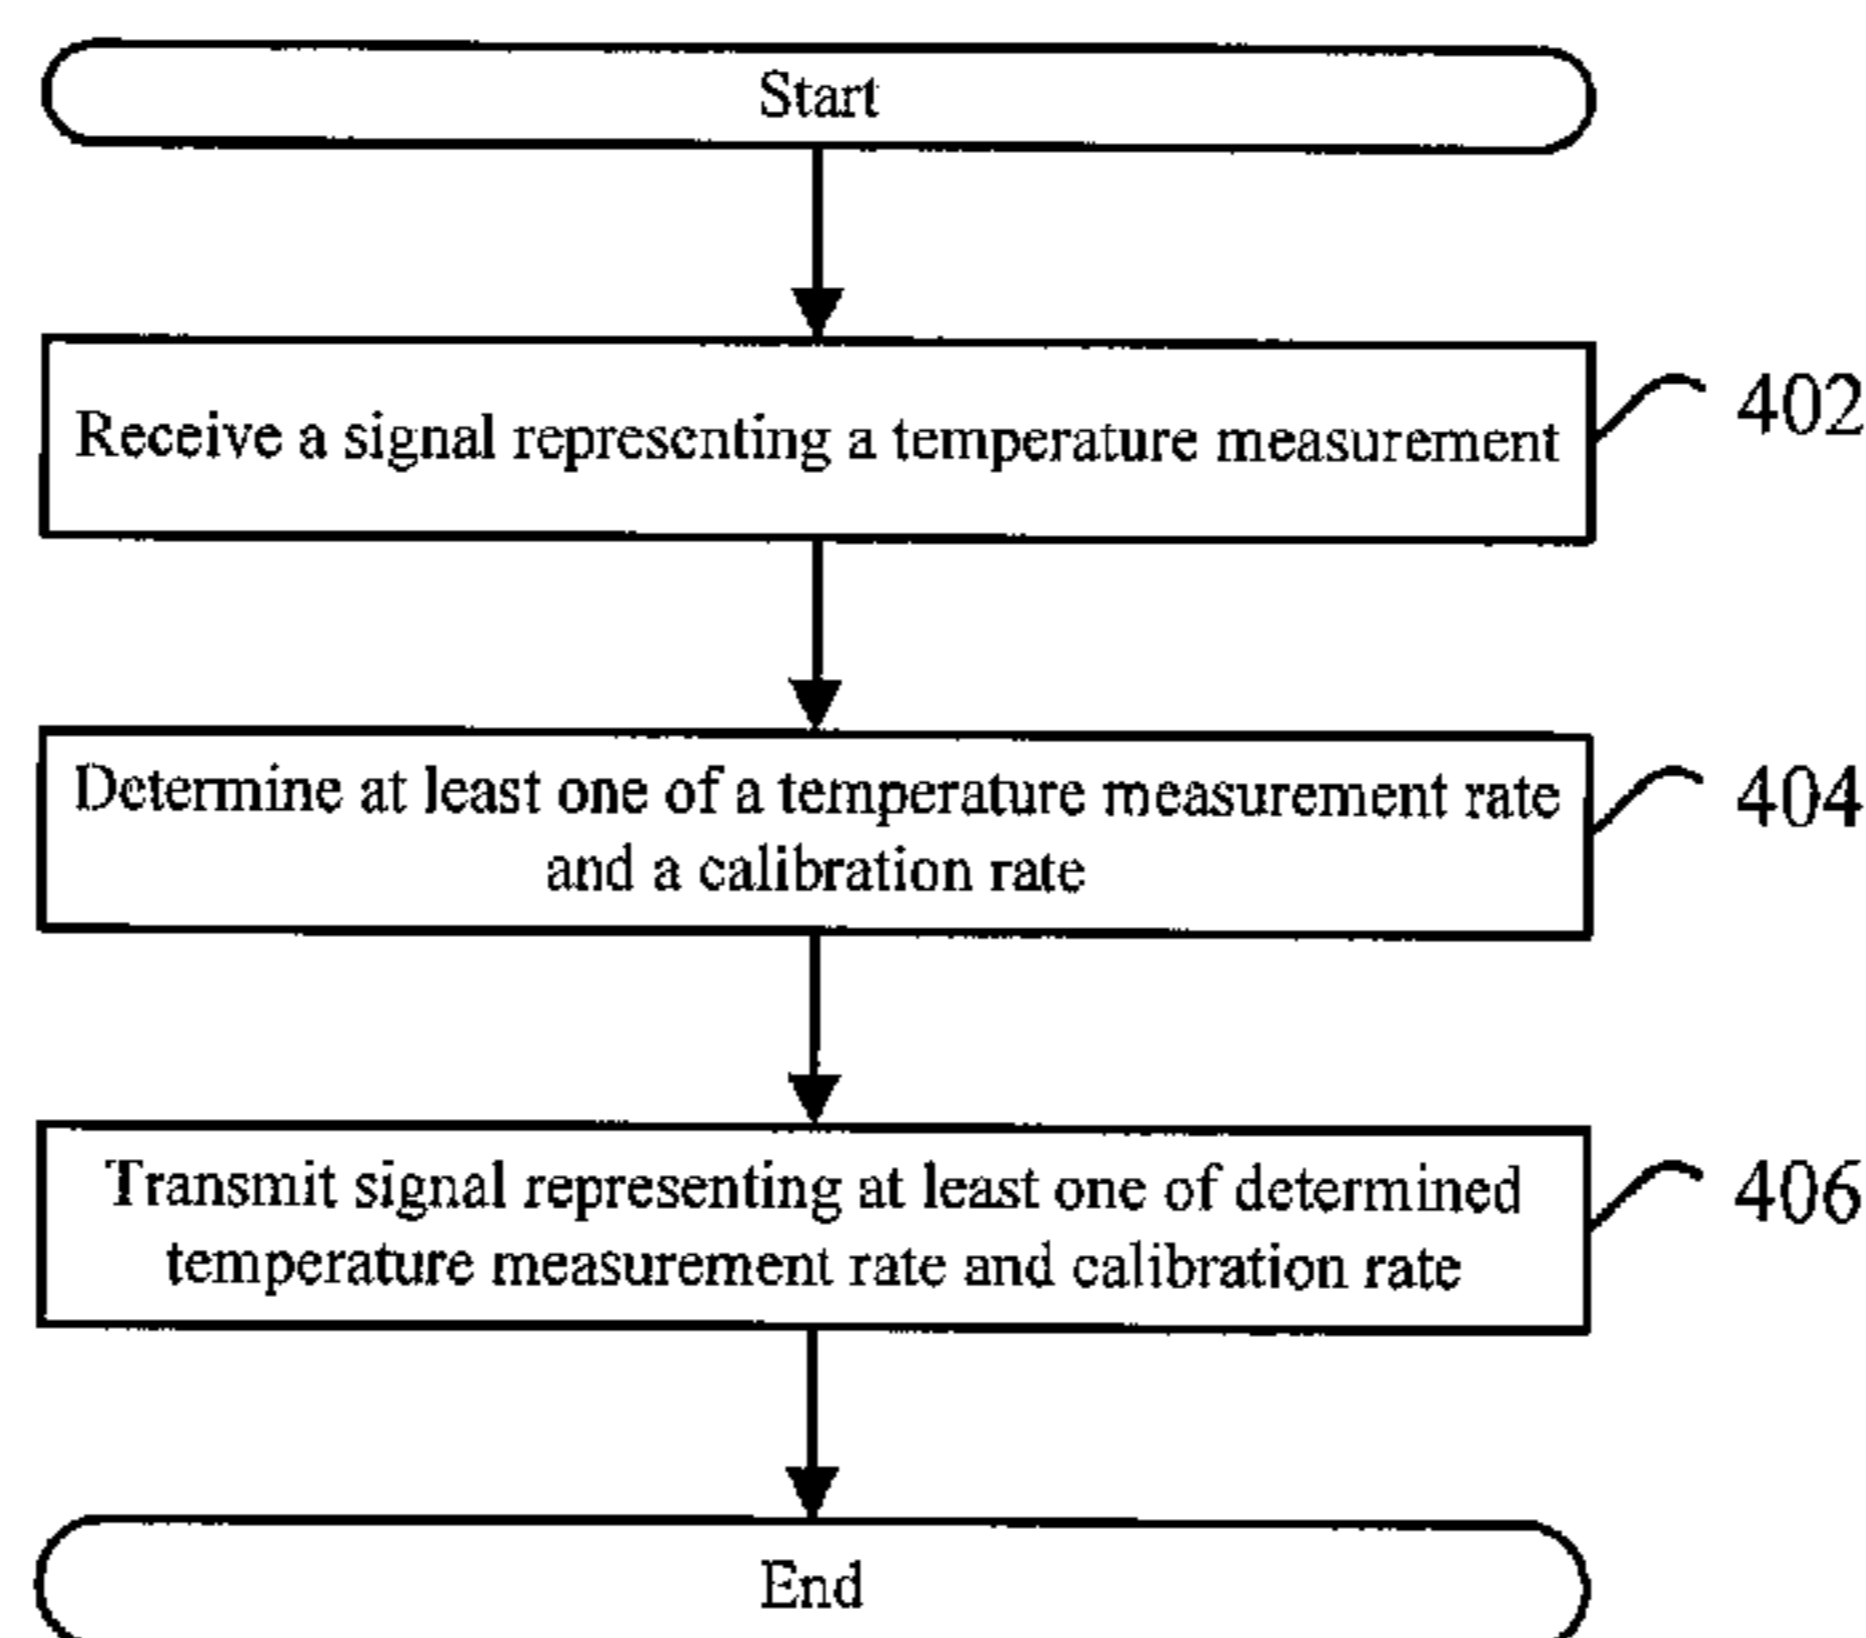 Start
Receive a signal representing a temperature measurement
402
Determine at least one of a temperature measurement rate
and a calibration rate
404
Transmit signal representing at least one of determined
temperature measurement rate and calibration rate
406
End